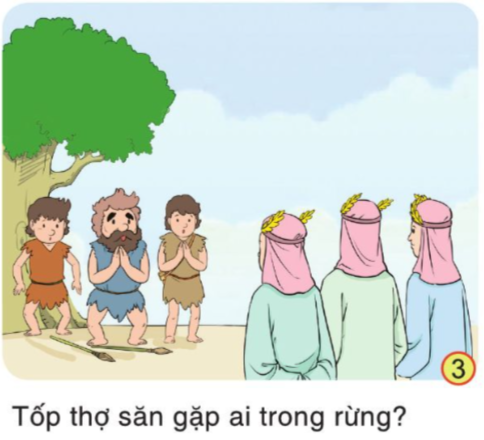 3
Tốp thợ săn gặp ai trong rừng?